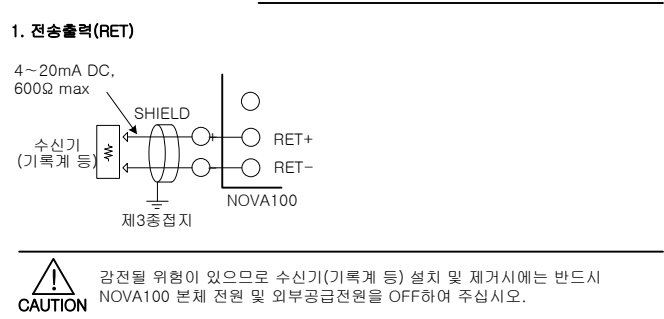 1. 전송출력(RET)
4~20mA DC,
600Ω max
SHIELD
수신기
(기록계 등)
+
RET+
-
RET-
NOVA100
제3종접지
감전될 위험이 있으므로 수신기(기록계 등) 설치 및 제거시에는 반드시
CAUTION NOVA100 본체 전원 및 외부공급전원을 OFF하여 주십시오.